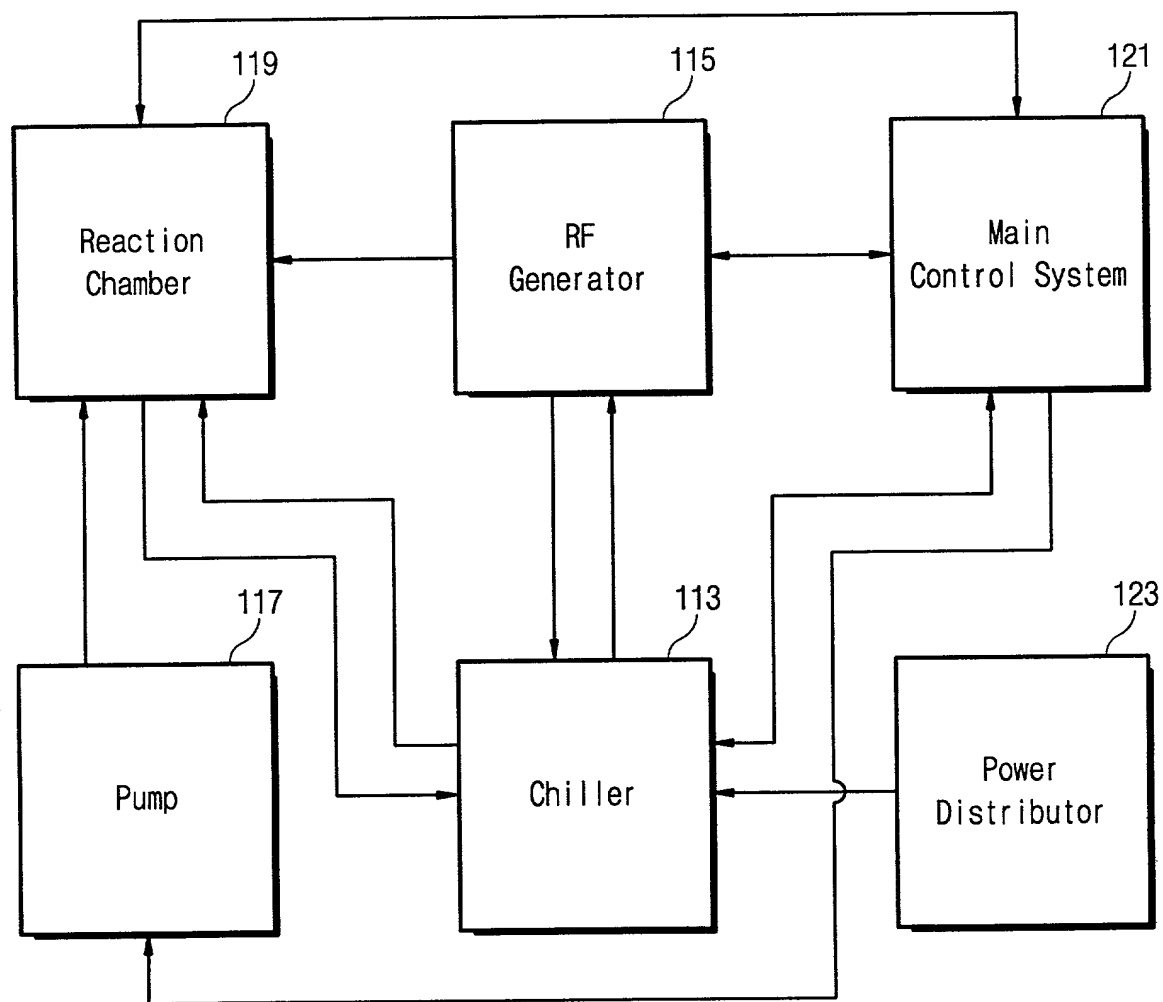 119
115
121
Reaction
Chamber
RF
Generator
Main
Control System
117
113
123
Pump
Chiller
Power
Distributor